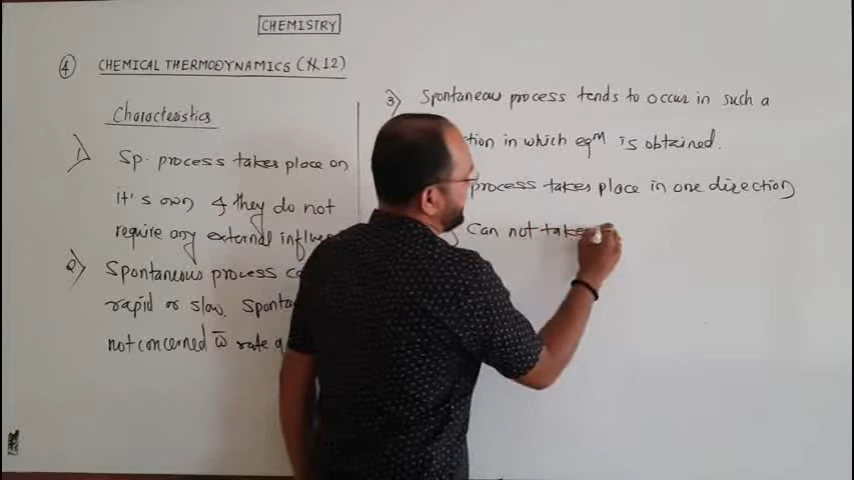 CHEMISTRY
4 CHEMICAL THERMODYNAMICS (XI 12)
Characteristics
1) Sp. process takes place on
it's own & they do not
require any external influe
2) Spontaneous process c
rapid or slow. Sponta
not concerned w̄ rate o
3) Spontaneous process tends to occur in such a
ction in which eqm is obtained.
process takes place in one direction
Can not take